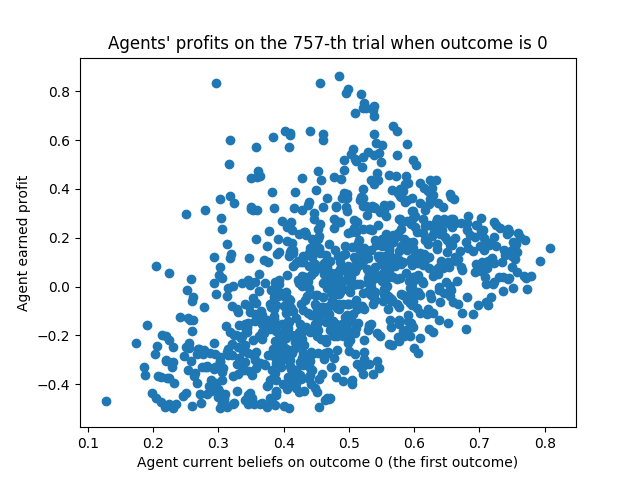 Agents' profits on the 757-th trial when outcome is 0
0.8
0.6
0.4
0.2
0.0
−0.2
−0.4
Agent earned profit
0.1 0.2 0.3 0.4 0.5 0.6 0.7 0.8
Agent current beliefs on outcome 0 (the first outcome)